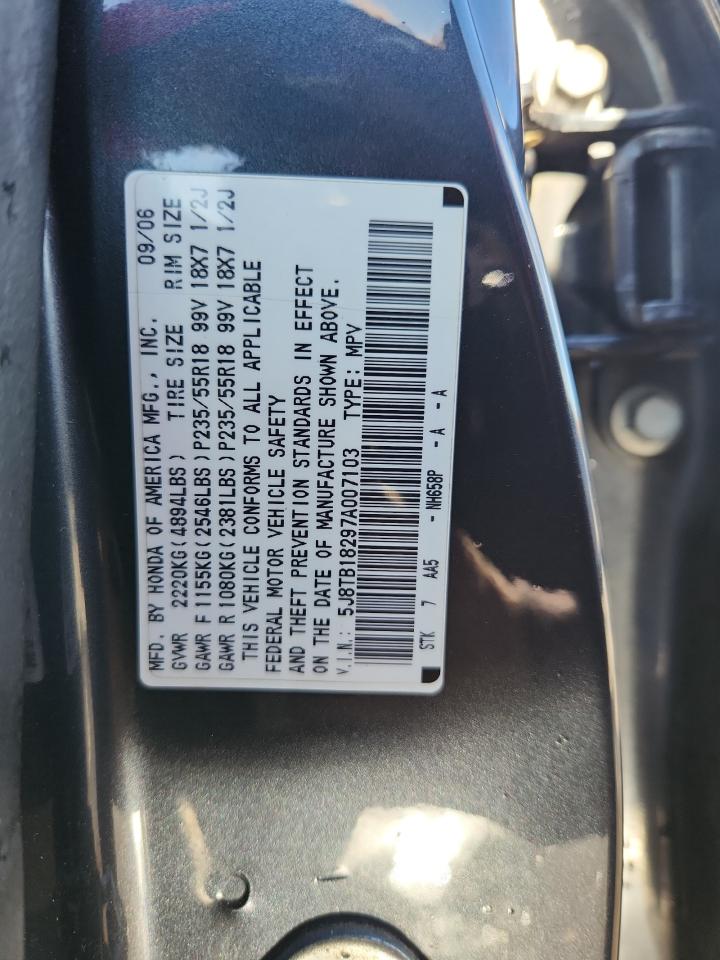 MFD. BY HONDA OF AMERICA MFG., INC. 09/06
GVWR 2220KG(4894LBS) TIRE SIZE RIM SIZE
GAWR F 1155KG(2546LBS)P235/55R18 99V 18X7 1/2J
GAWR R 1080KG(2381LBS)P235/55R18 99V 18X7 1/2J
THIS VEHICLE CONFORMS TO ALL APPLICABLE
FEDERAL MOTOR VEHICLE SAFETY
AND THEFT PREVENTION STANDARDS IN EFFECT
ON THE DATE OF MANUFACTURE SHOWN ABOVE.
V.I.N.: 5J8TB18297A007103 TYPE: MPV
STK 7 AA5 - NH658P - A - A